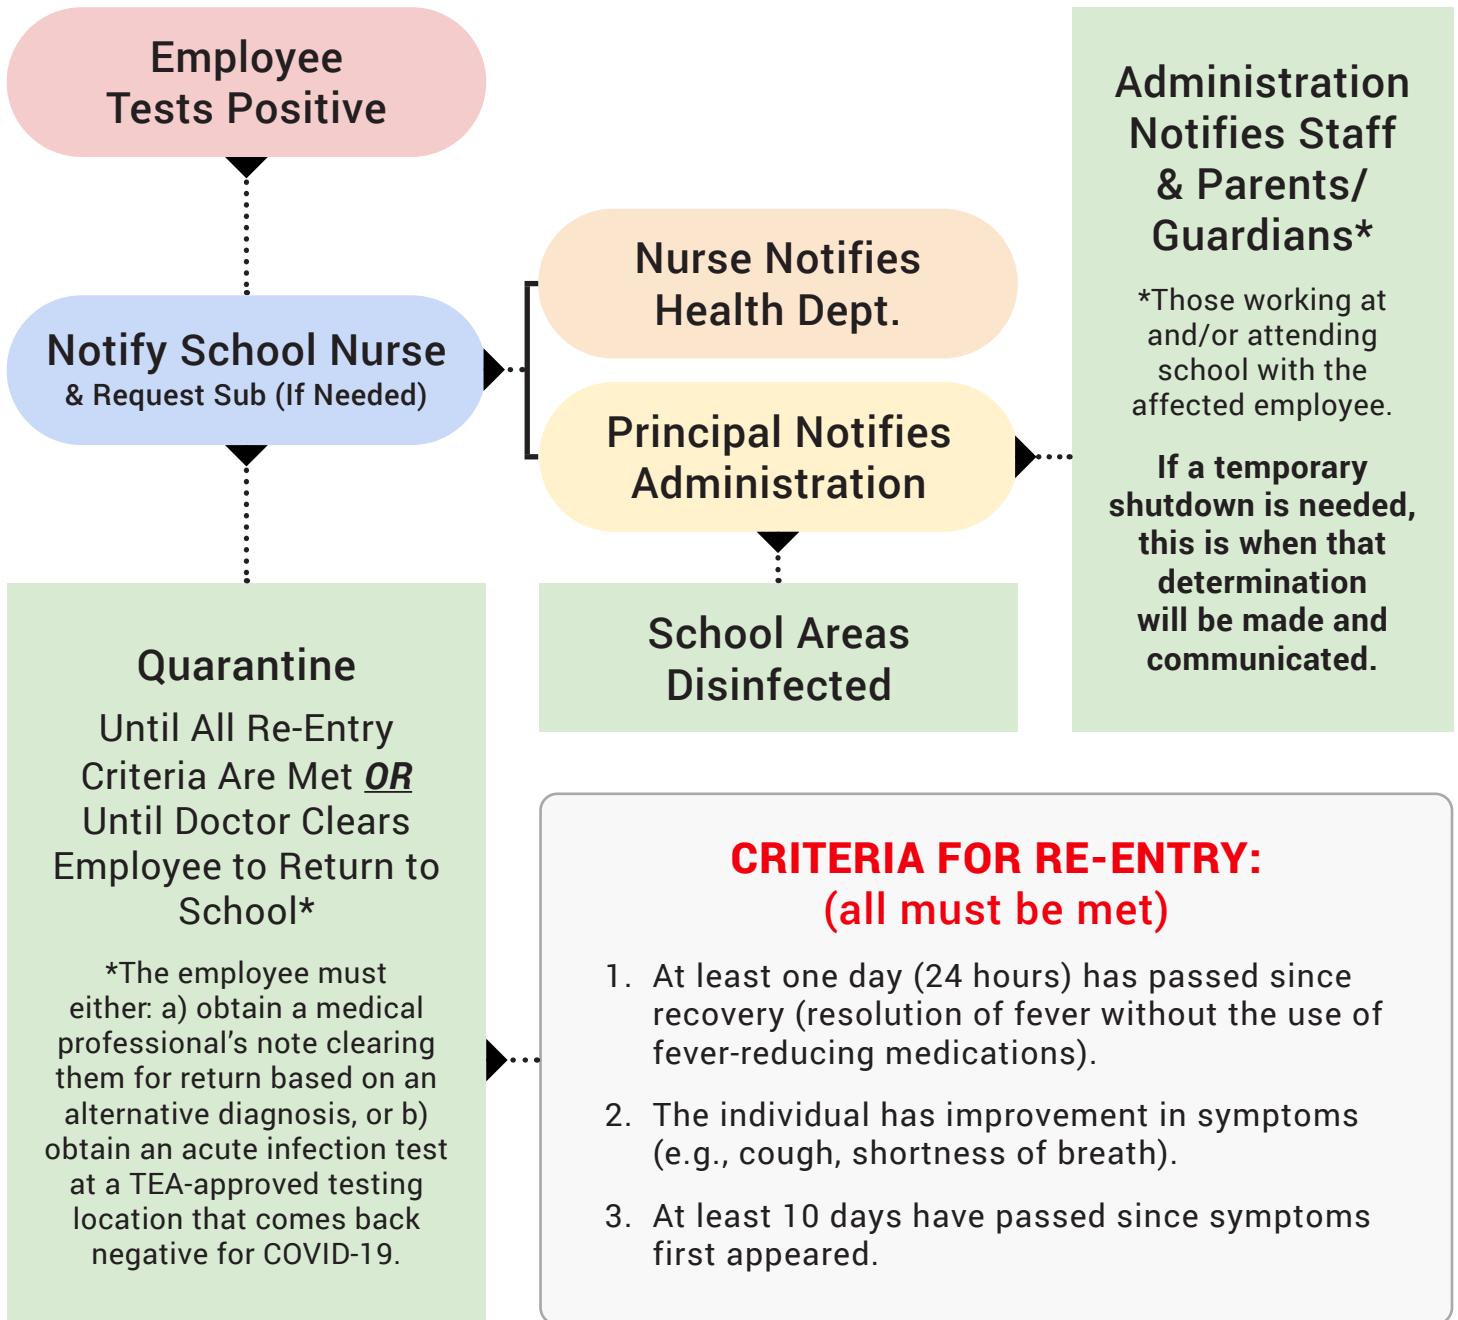 Employee
Tests Positive
Notify School Nurse
& Request Sub (If Needed)
Nurse Notifies
Health Dept.
Principal Notifies
Administration
School Areas
Disinfected
Administration
Notifies Staff
& Parents/
Guardians*
*Those working at
and/or attending
school with the
affected employee.
If a temporary
shutdown is needed,
this is when that
determination
will be made and
communicated.
Quarantine
Until All Re-Entry
Criteria Are Met OR
Until Doctor Clears
Employee to Return to
School*
*The employee must
either: a) obtain a medical
professional’s note clearing
them for return based on an
alternative diagnosis, or b)
obtain an acute infection test
at a TEA-approved testing
location that comes back
negative for COVID-19.
CRITERIA FOR RE-ENTRY:
(all must be met)
1. At least one day (24 hours) has passed since
recovery (resolution of fever without the use of
fever-reducing medications).
2. The individual has improvement in symptoms
(e.g., cough, shortness of breath).
3. At least 10 days have passed since symptoms
first appeared.